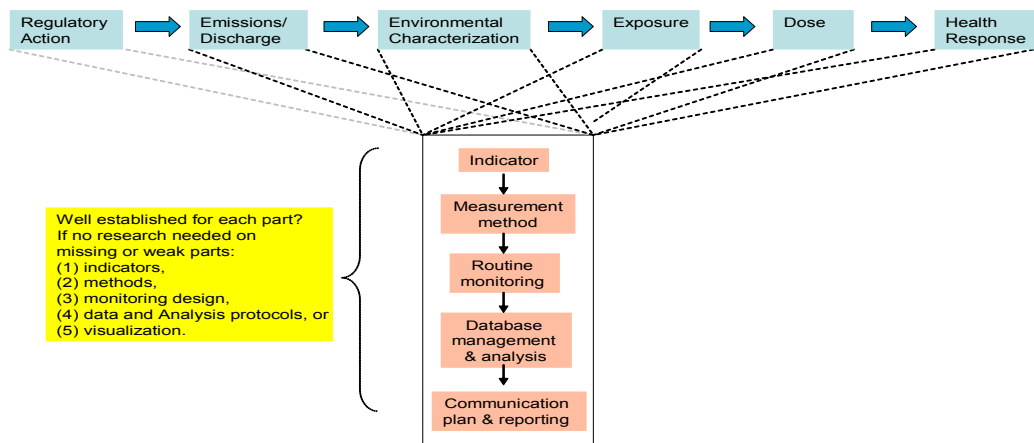 Regulatory
Action
Emissions/
Discharge
Environmental
Characterization
Exposure
Dose
Health
Response
Indicator
Measurement
method
Routine
monitoring
Database
management
& analysis
Communication
plan & reporting
Well established for each part?
If no research needed on
missing or weak parts:
(1) indicators,
(2) methods,
(3) monitoring design,
(4) data and Analysis protocols, or
(5) visualization.